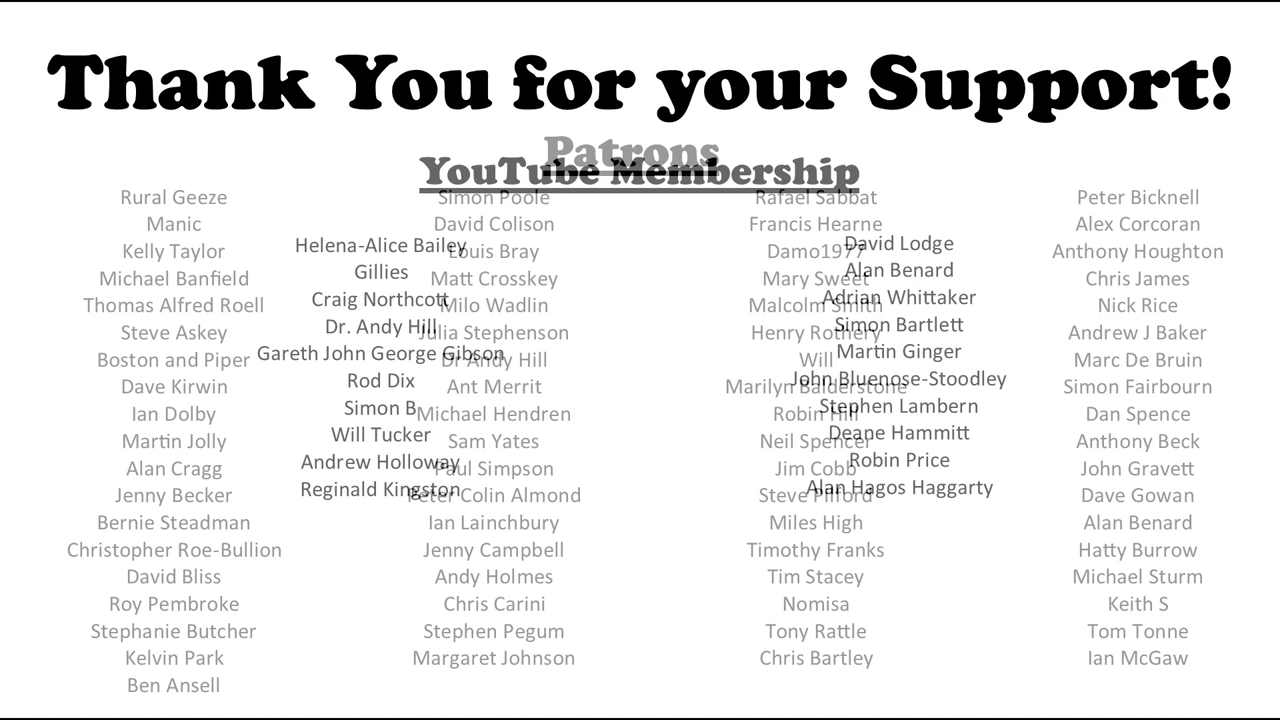 Thank You for your Support!
Patrons
Rural Geeze
Manic
Kelly Taylor
Michael Banfield
Thomas Alfred Roell
Steve Askey
Boston and Piper
Dave Kirwin
Ian Dolby
Martin Jolly
Alan Cragg
Jenny Becker
Bernie Steadman
Christopher Roe-Bullion
David Bliss
Roy Pembroke
Stephanie Butcher
Kelvin Park
Ben Ansell
Simon Poole
David Colison
Louis Bray
Matt Crosskey
Milo Wadlin
Julia Stephenson
Dr Andy Hill
Ant Merrit
Michael Hendren
Sam Yates
Paul Simpson
Peter Colin Almond
Ian Lainchbury
Jenny Campbell
Andy Holmes
Chris Carini
Stephen Pegum
Margaret Johnson
Rafael Sabbat
Francis Hearne
Damo1977
Mary Sweet
Malcolm Smith
Henry Rothery
Will
Marilyn Balderstone
Robin Hill
Neil Spencer
Jim Cobb
Steve Pilford
Miles High
Timothy Franks
Tim Stacey
Nomisa
Tony Rattle
Chris Bartley
Peter Bicknell
Alex Corcoran
Anthony Houghton
Chris James
Nick Rice
Andrew J Baker
Marc De Bruin
Simon Fairbourn
Dan Spence
Anthony Beck
John Gravett
Dave Gowan
Alan Benard
Hatty Burrow
Michael Sturm
Keith S
Tom Tonne
Ian McGaw
YouTube Membership
Helena-Alice Bailey
Gillies
Craig Northcott
Dr. Andy Hill
Gareth John George Gibson
Rod Dix
Simon B
Will Tucker
Andrew Holloway
Reginald Kingston
David Lodge
Alan Benard
Adrian Whittaker
Simon Bartlett
Martin Ginger
John Bluenose-Stoodley
Stephen Lambern
Deane Hammitt
Robin Price
Alan Hagos Haggarty